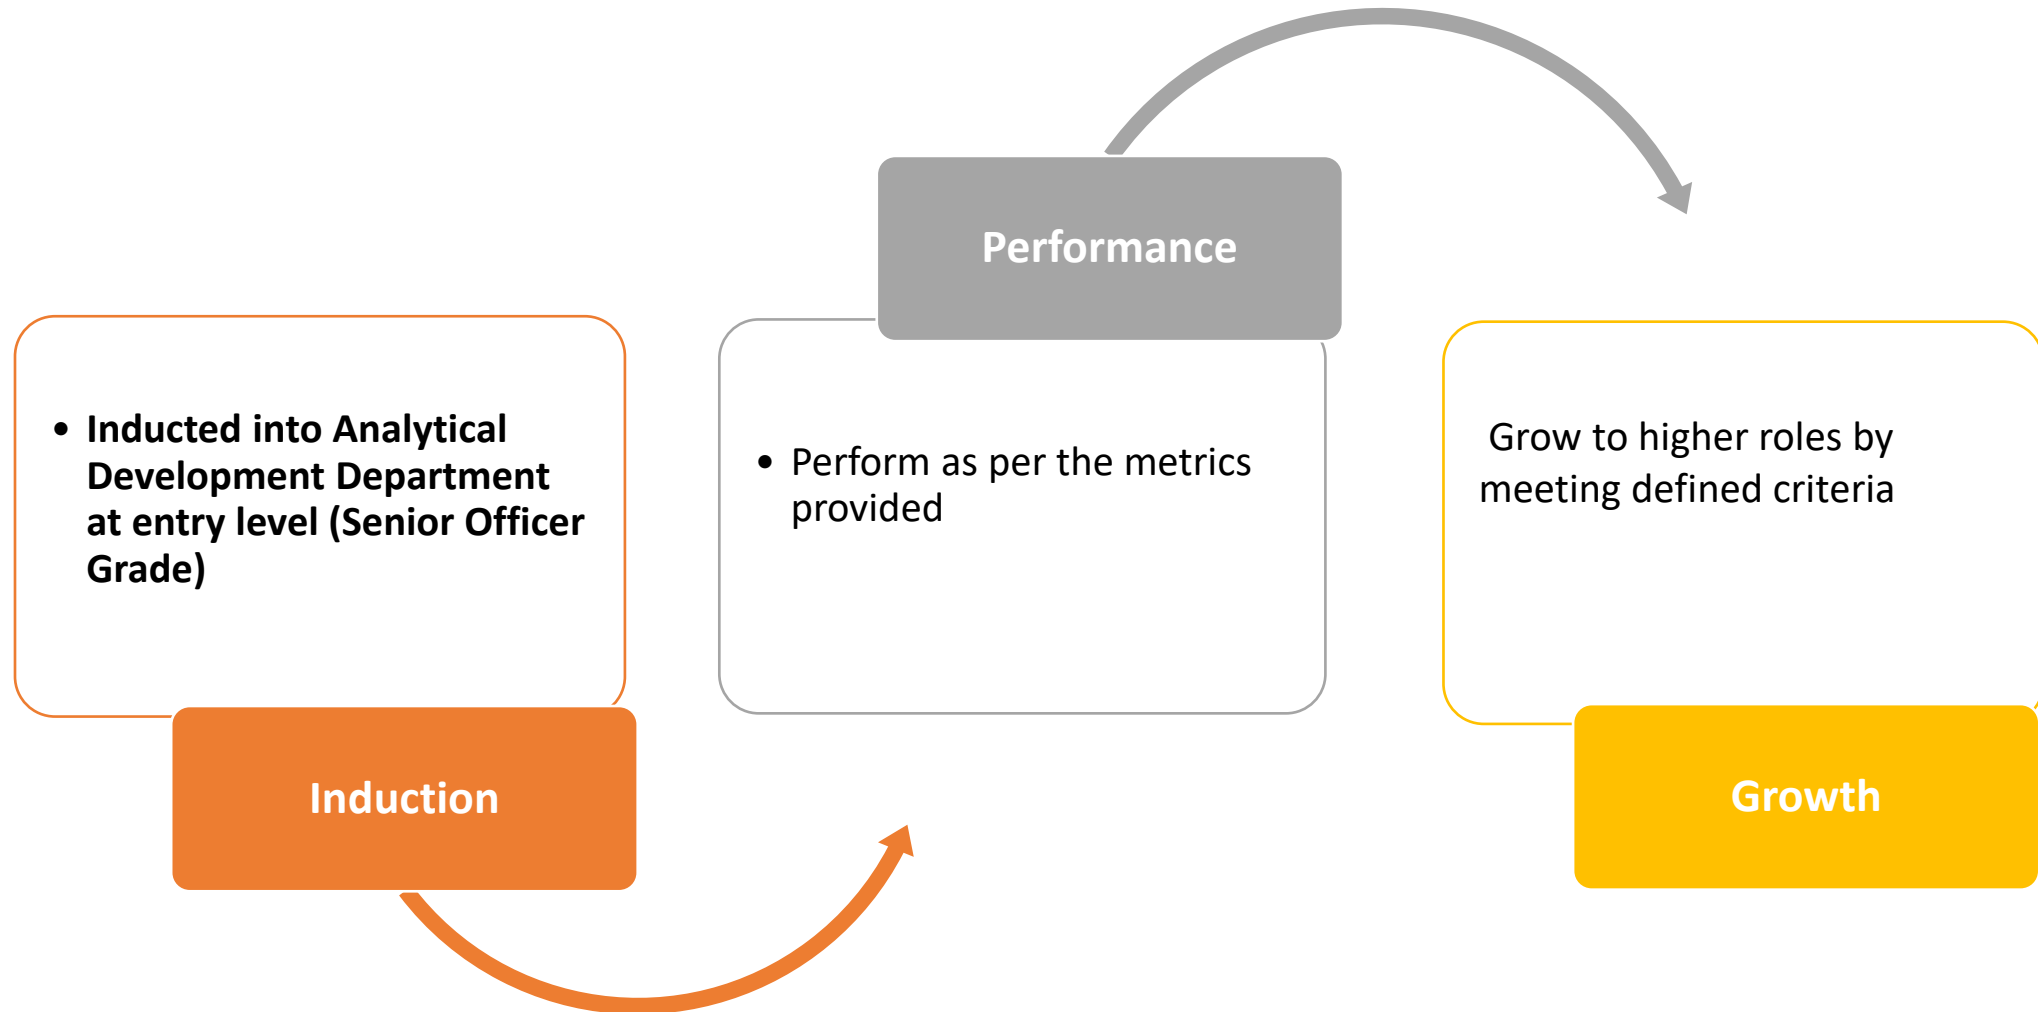 • Inducted into Analytical
Development Department
at entry level (Senior Officer
Grade)
Induction
Performance
• Perform as per the metrics
provided
Grow to higher roles by
meeting defined criteria
Growth